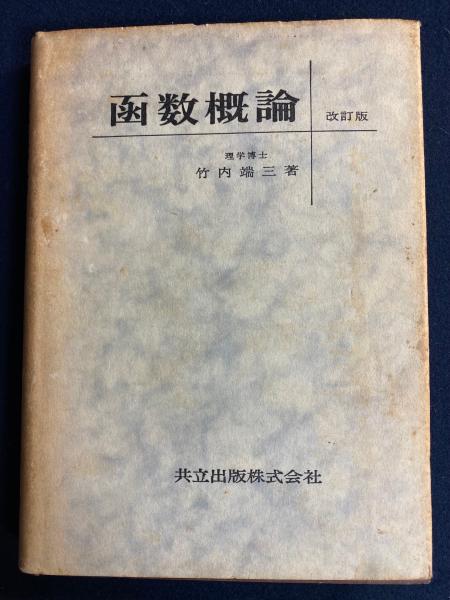 函数概論
改訂版
理学博士
竹内端三著
共立出版株式会社